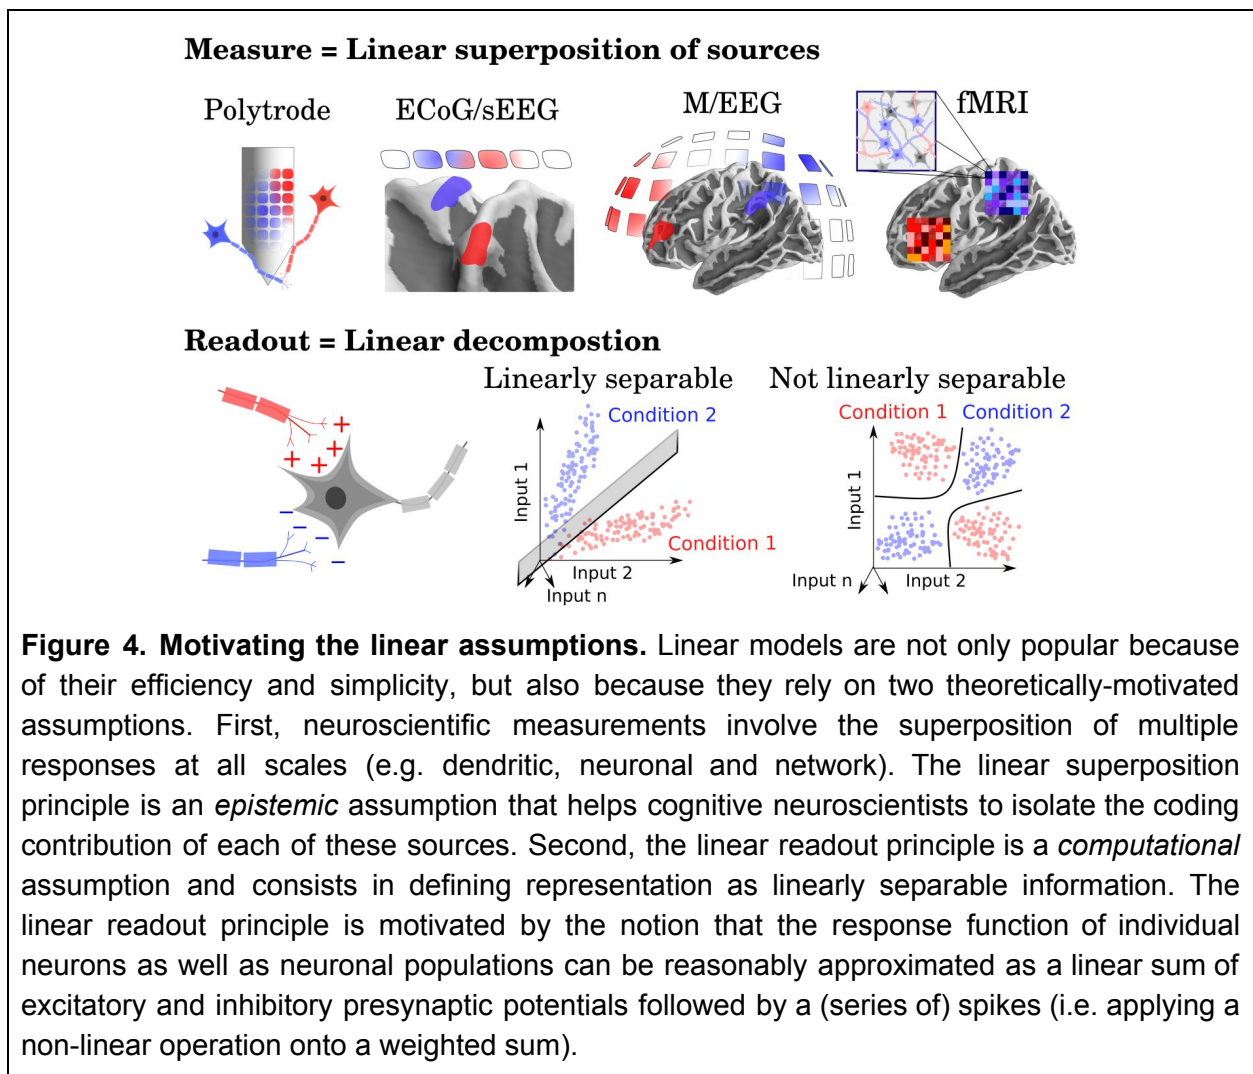 Measure = Linear superposition of sources
Polytrode
ECoG/sEEG
M/EEG
fMRI
Readout = Linear decompostion
Linearly separable
Not linearly separable
Condition 2
Input 1
Condition 1
Input 2
Input n
Condition 1
Condition 2
Input 1
Input n
Input 2
Figure 4. Motivating the linear assumptions. Linear models are not only popular because
of their efficiency and simplicity, but also because they rely on two theoretically-motivated
assumptions. First, neuroscientific measurements involve the superposition of multiple
responses at all scales (e.g. dendritic, neuronal and network). The linear superposition
principle is an epistemic assumption that helps cognitive neuroscientists to isolate the coding
contribution of each of these sources. Second, the linear readout principle is a computational
assumption and consists in defining representation as linearly separable information. The
linear readout principle is motivated by the notion that the response function of individual
neurons as well as neuronal populations can be reasonably approximated as a linear sum of
excitatory and inhibitory presynaptic potentials followed by a (series of) spikes (i.e. applying a
non-linear operation onto a weighted sum).